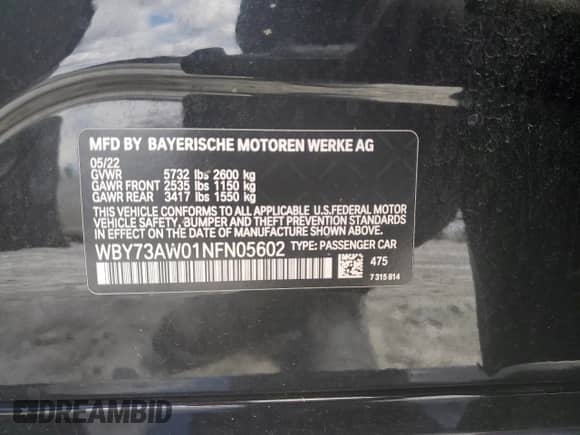 MFD BY BAYERISCHE MOTOREN WERKE AG
05/22
GVWR 5732 lbs 2600 kg
GAWR FRONT 2535 lbs 1150 kg
GAWR REAR 3417 lbs 1550 kg
THIS VEHICLE CONFORMS TO ALL APPLICABLE U.S.FEDERAL MOTOR
VEHICLE SAFETY, BUMPER AND THEFT PREVENTION STANDARDS
IN EFFECT ON THE DATE OF MANUFACTURE SHOWN ABOVE.
WBY73AW01NFN05602 TYPE: PASSENGER CAR
475
7 315 814
DREAMBID